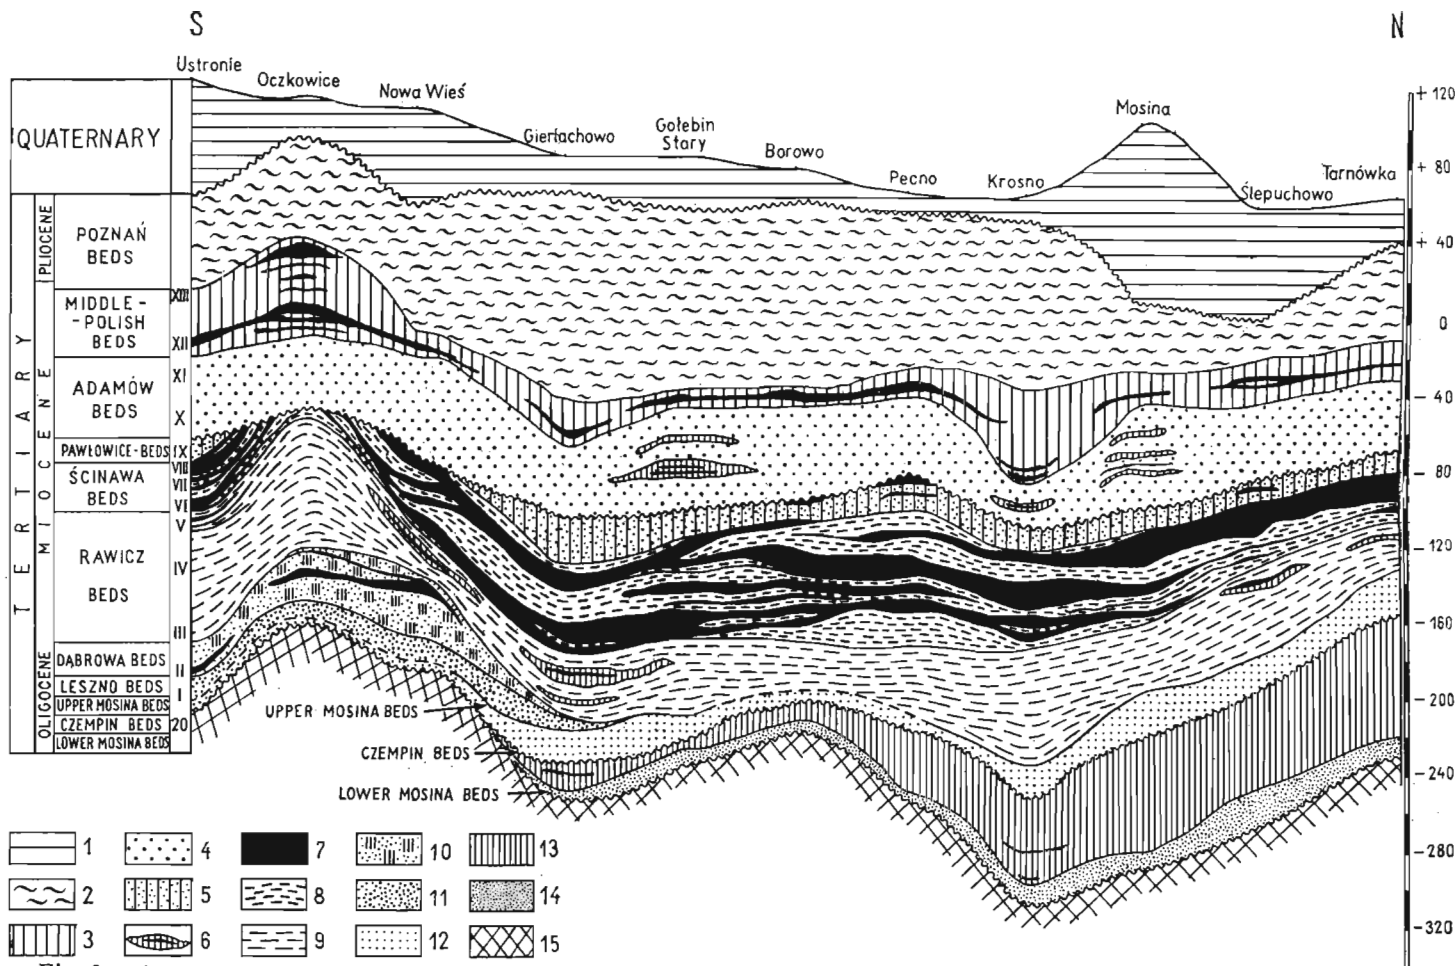 S
N
Ustronie
Oczkowice
Nowa Wieś
Gierłachowo
Gołebin
Stary
Borowo
Pecno
Krosno
Mosina
Ślepuchowo
Tarnówka
QUATERNARY
TERTIARY
PLIOCENE
MIOCENE
OLIGOCENE
POZNAŃ
BEDS
MIDDLE-
-POLISH
BEDS
ADAMÓW
BEDS
PAWŁOWICE-BEDS
ŚCINAWA
BEDS
RAWICZ
BEDS
DĄBROWA BEDS
LESZNO BEDS
UPPER MOSINA BEDS
CZEMPIN BEDS
LOWER MOSINA BEDS
XIII
XII
XI
X
IX
VIII
VII
VI
V
IV
III
II
I
20
+120
+ 80
+ 40
0
- 40
-80
-120
-160
-200
-240
-280
-320
UPPER MOSINA BEDS
CZEMPIN BEDS
LOWER MOSINA BEDS
1
4
7
10
13
2
5
8
11
14
3
6
9
12
15